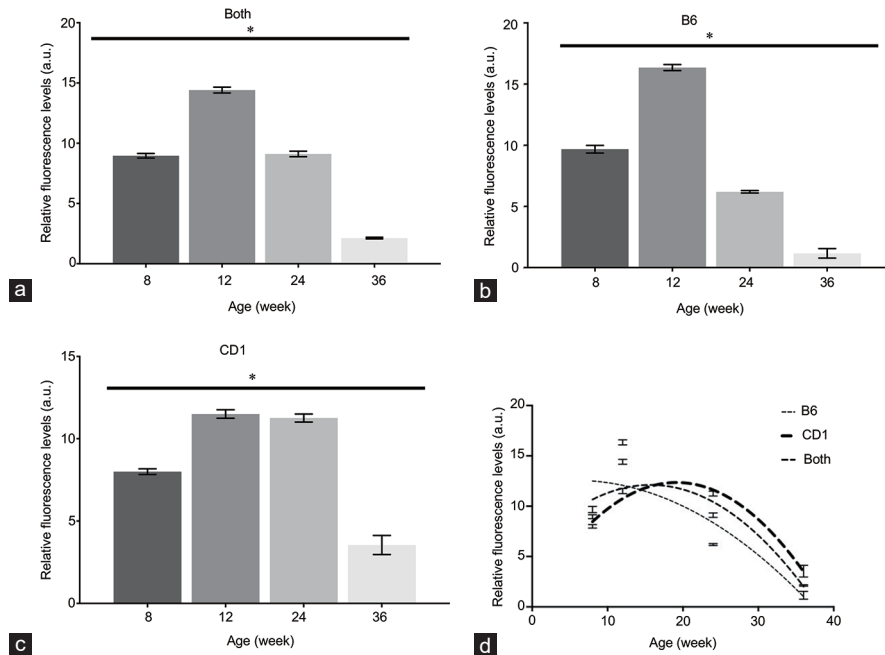 Both
*
Relative fluorescence levels (a.u.)
20
15
10
5
0
8 12 24 36
Age (week)
a
B6
*
Relative fluorescence levels (a.u.)
20
15
10
5
0
8 12 24 36
Age (week)
b
CD1
*
Relative fluorescence levels (a.u.)
15
10
5
0
8 12 24 36
Age (week)
c
Relative fluorescence levels (a.u.)
20
15
10
5
0
B6
CD1
Both
0 10 20 30 40
Age (week)
d